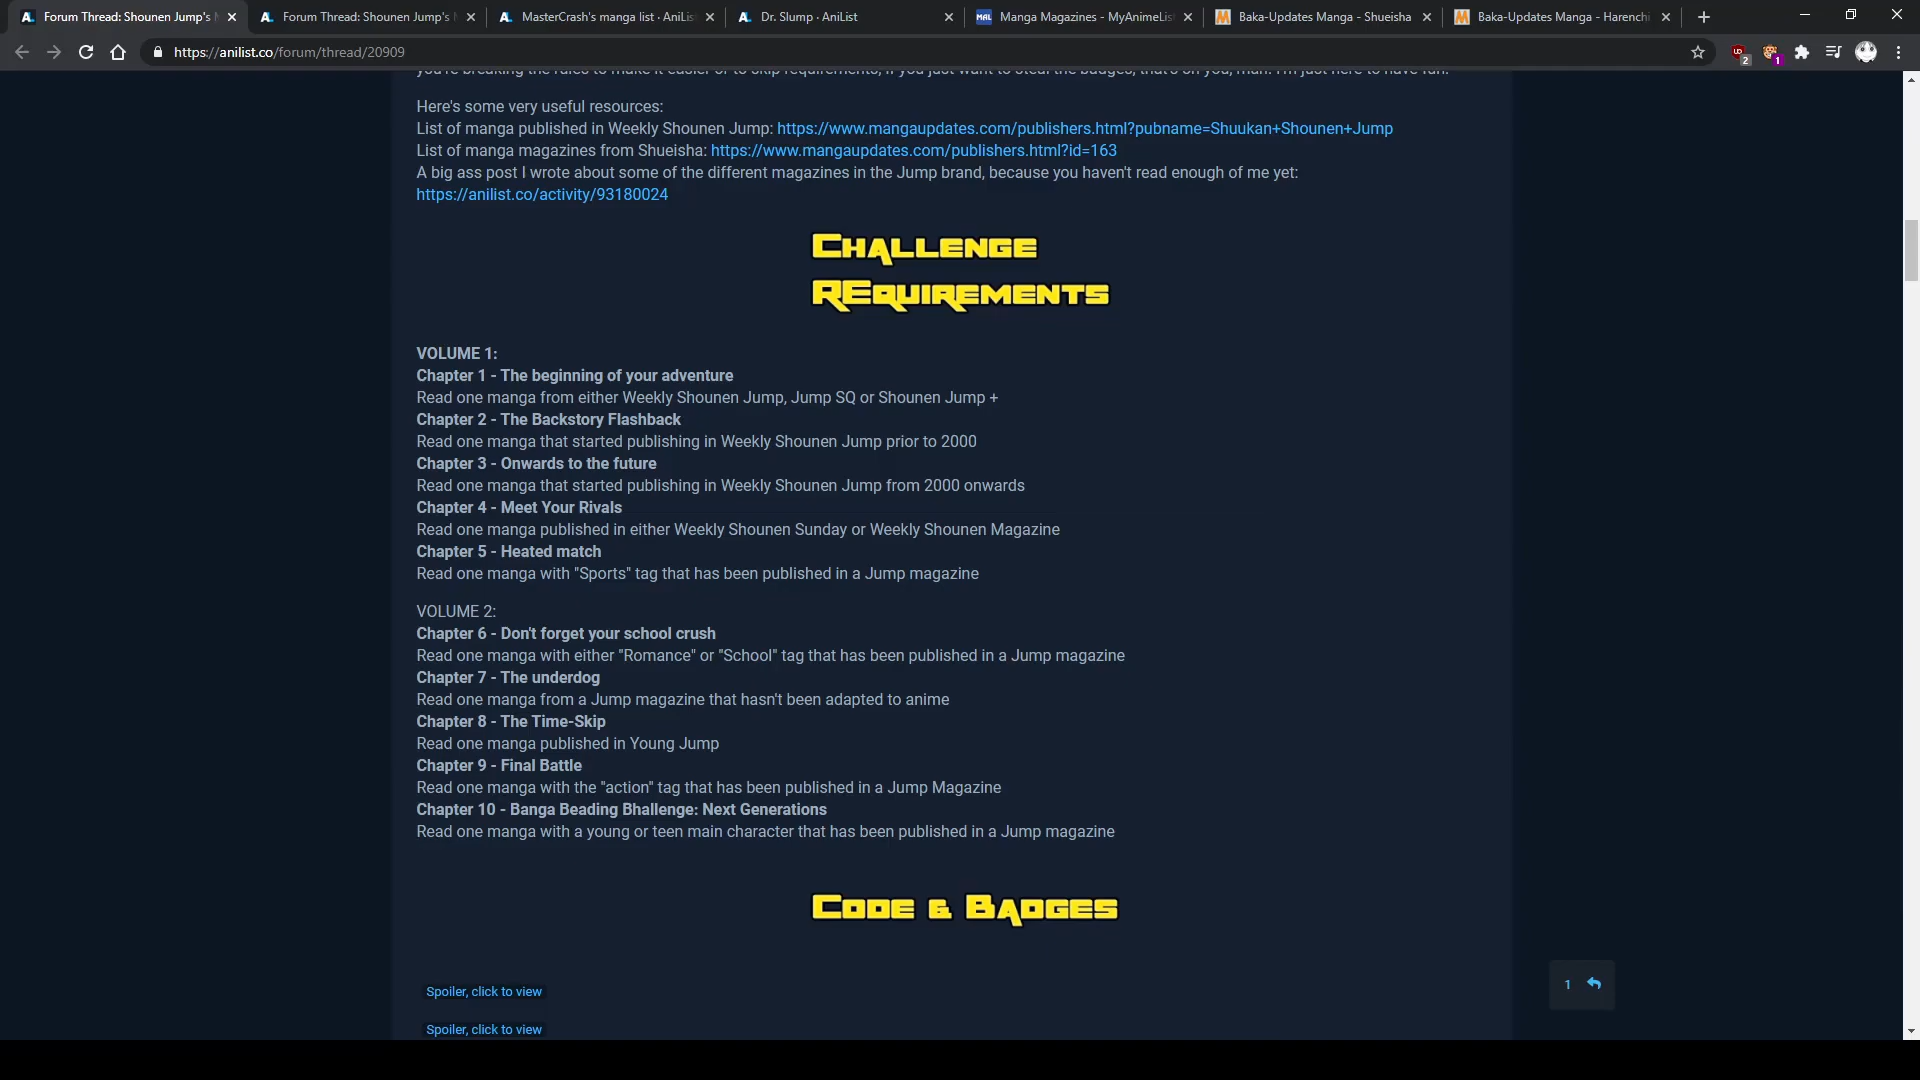 Forum Thread: Shounen Jump's
Forum Thread: Shounen Jump's
MasterCrash's manga list · AniLis
Dr. Slump · AniList
Manga Magazines - MyAnimeLis
Baka-Updates Manga - Shueisha
Baka-Updates Manga - Harenchi
https://anilist.co/forum/thread/20909
2
1
you're breaking the rules to make it easier or to skip requirements, if you just want to steal the badges, that's on you, man. I'm just here to have fun.
Here's some very useful resources:
List of manga published in Weekly Shounen Jump: https://www.mangaupdates.com/publishers.html?pubname=Shuukan+Shounen+Jump
List of manga magazines from Shueisha: https://www.mangaupdates.com/publishers.html?id=163
A big ass post I wrote about some of the different magazines in the Jump brand, because you haven't read enough of me yet:
https://anilist.co/activity/93180024
Challenge
Requirements
VOLUME 1:
Chapter 1 - The beginning of your adventure
Read one manga from either Weekly Shounen Jump, Jump SQ or Shounen Jump +
Chapter 2 - The Backstory Flashback
Read one manga that started publishing in Weekly Shounen Jump prior to 2000
Chapter 3 - Onwards to the future
Read one manga that started publishing in Weekly Shounen Jump from 2000 onwards
Chapter 4 - Meet Your Rivals
Read one manga published in either Weekly Shounen Sunday or Weekly Shounen Magazine
Chapter 5 - Heated match
Read one manga with "Sports" tag that has been published in a Jump magazine
VOLUME 2:
Chapter 6 - Don't forget your school crush
Read one manga with either "Romance" or "School" tag that has been published in a Jump magazine
Chapter 7 - The underdog
Read one manga from a Jump magazine that hasn't been adapted to anime
Chapter 8 - The Time-Skip
Read one manga published in Young Jump
Chapter 9 - Final Battle
Read one manga with the "action" tag that has been published in a Jump Magazine
Chapter 10 - Banga Beading Bhallenge: Next Generations
Read one manga with a young or teen main character that has been published in a Jump magazine
Code & Badges
Spoiler, click to view
1
Spoiler, click to view